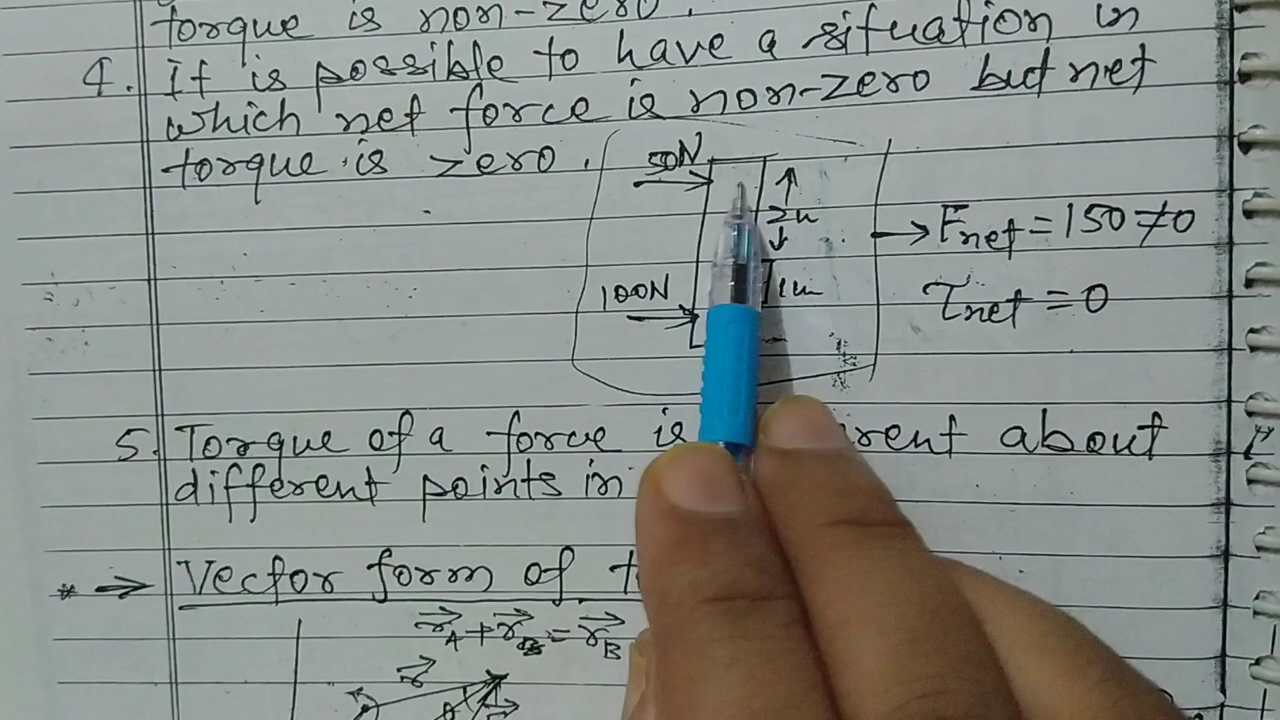 torque is non-zero.
4. It is possible to have a situation in
which net force is non-zero but net
torque is zero.
50N
2m
→ Fnet = 150 ≠ 0
100N
1m
τnet = 0
5. Torque of a force is about
different points in
* → Vector form of
r⃗A + r⃗ = r⃗B
r⃗